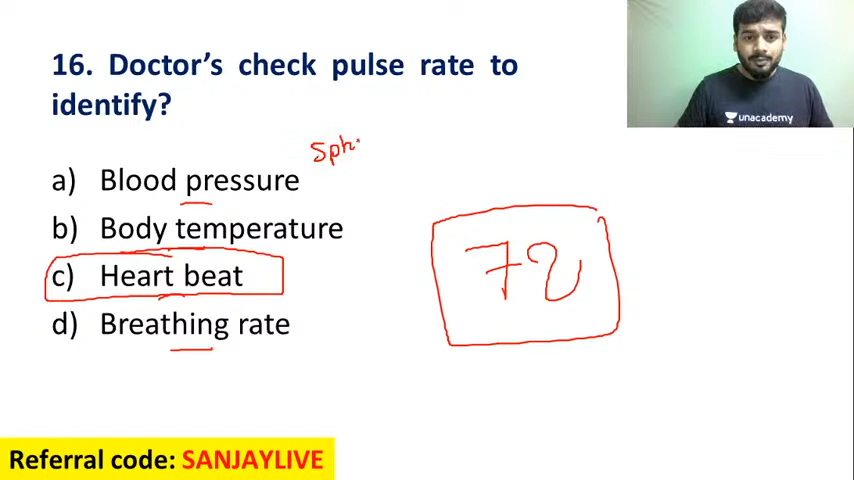 16. Doctor's check pulse rate to
identify?
Sph.
a) Blood pressure
b) Body temperature
c) Heart beat
d) Breathing rate
72
unacademy
Referral code: SANJAYLIVE